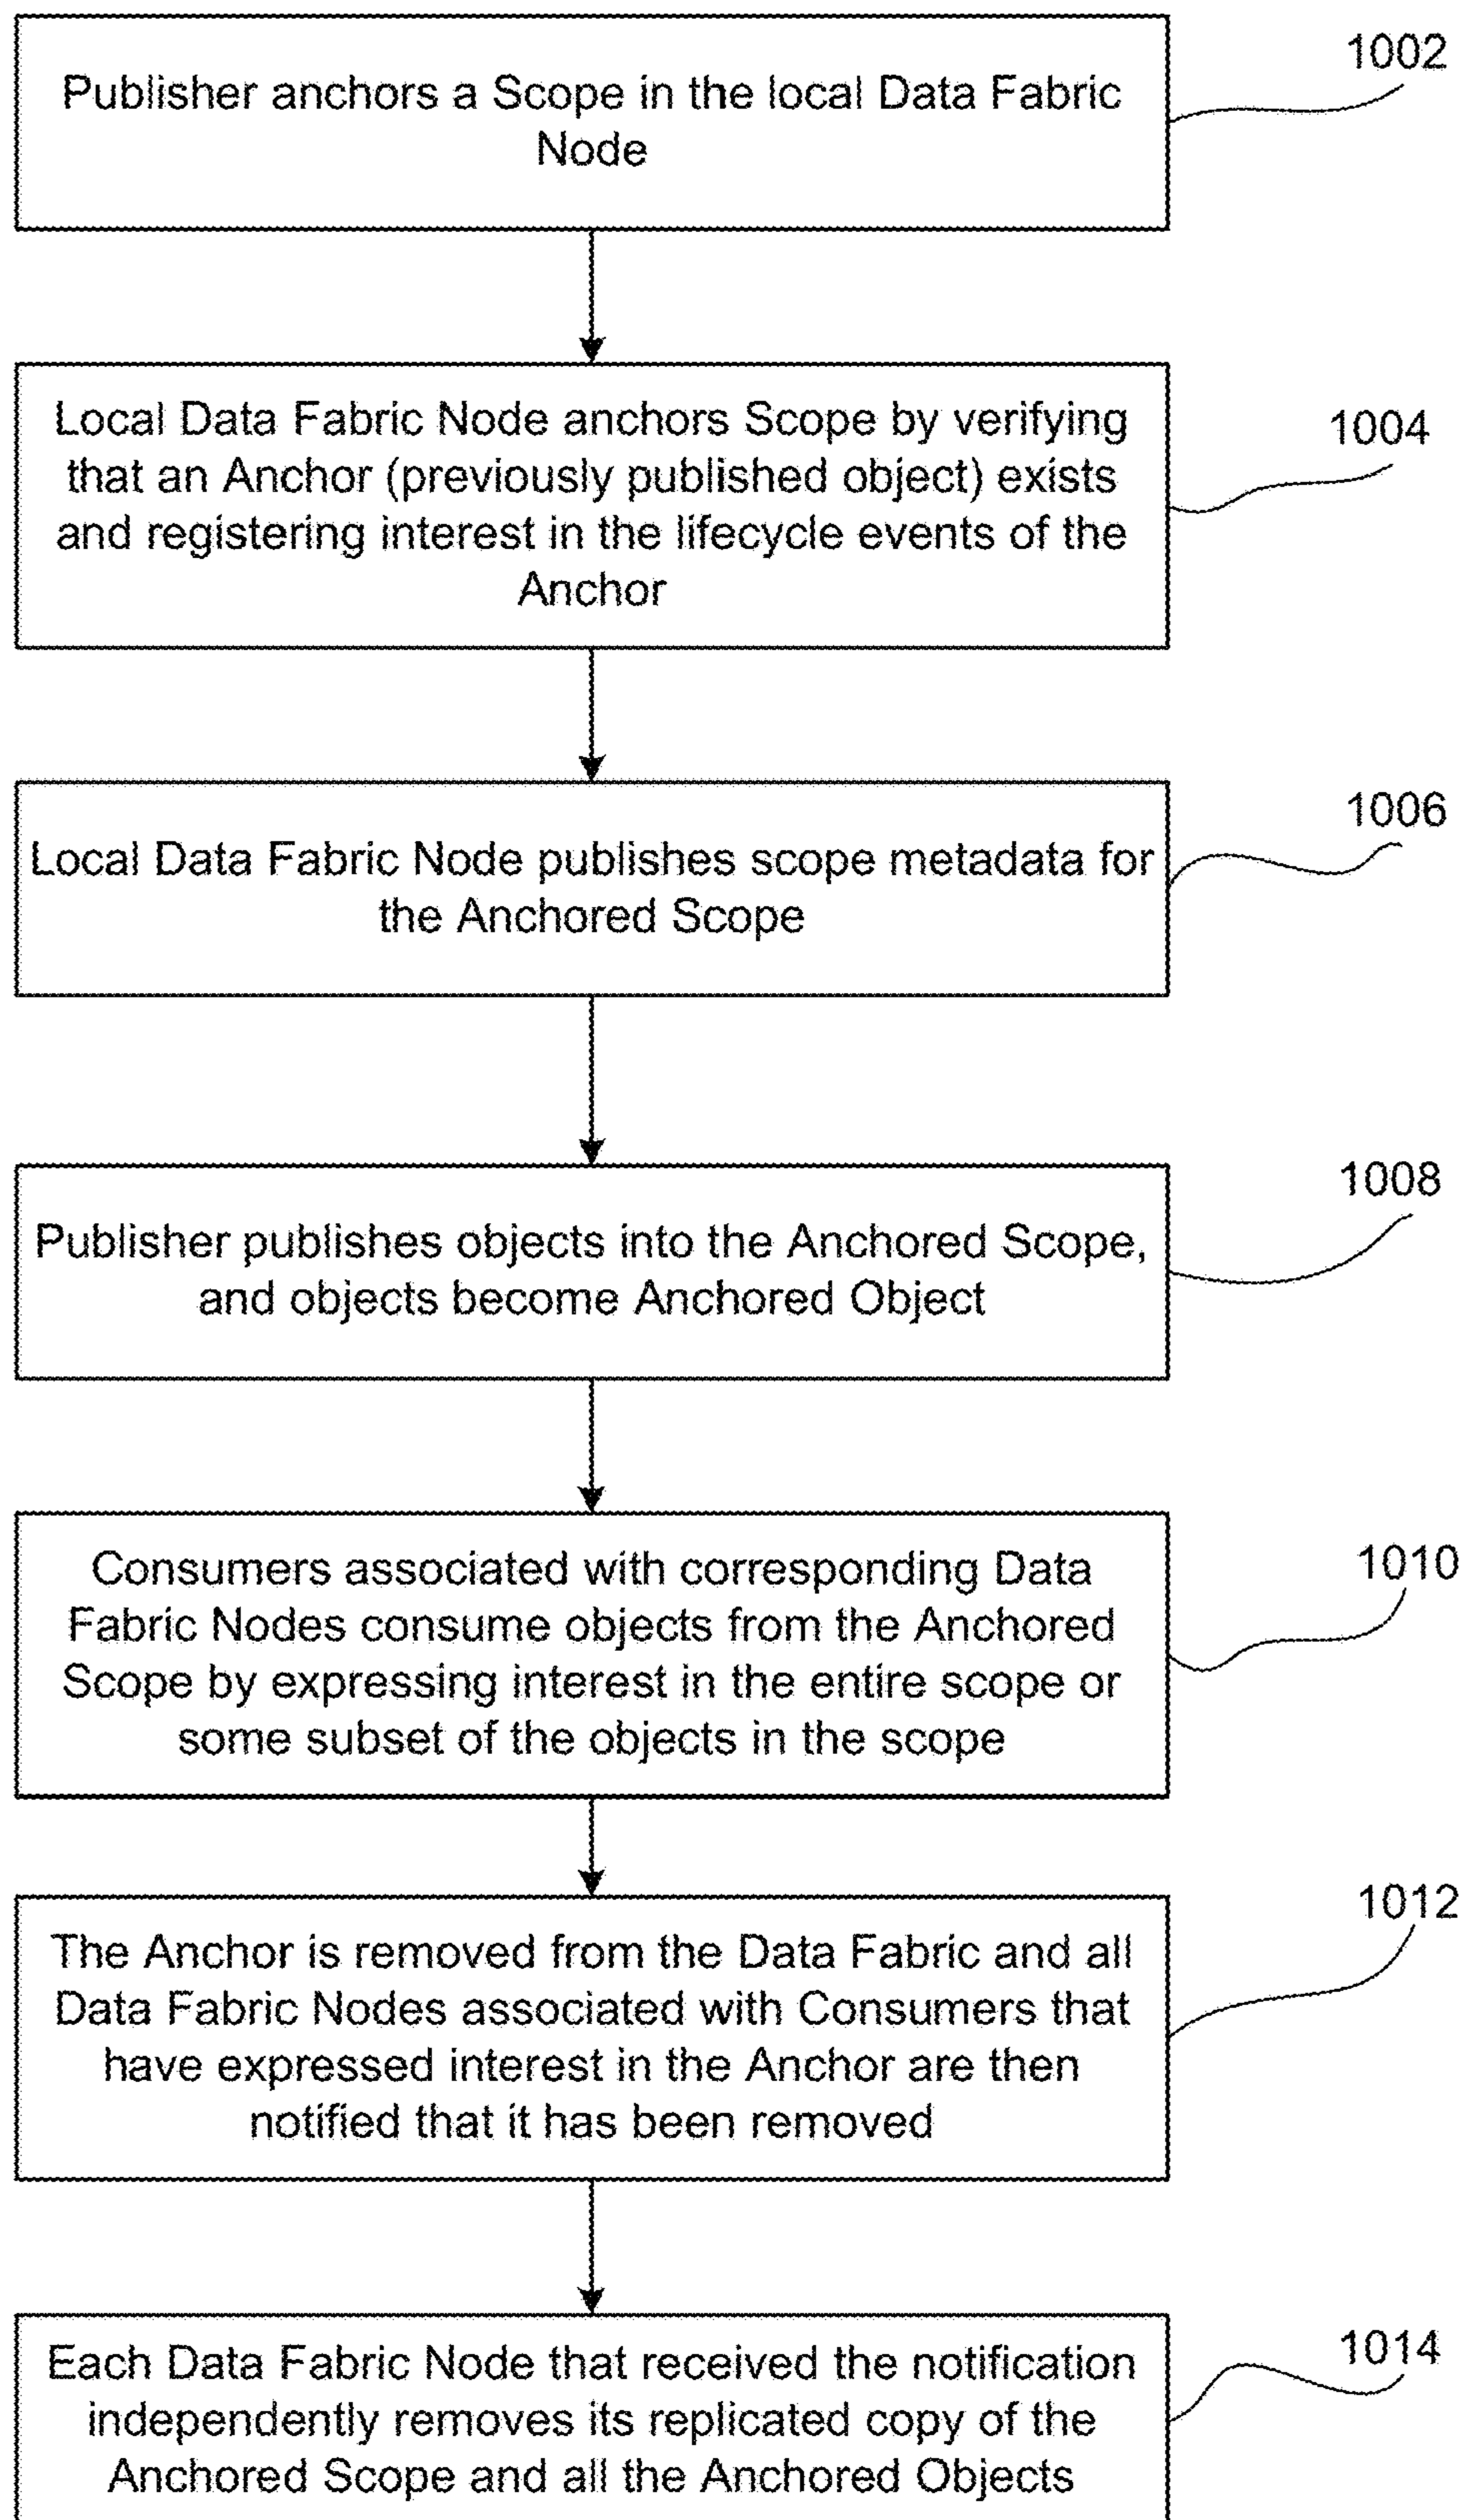 Publisher anchors a Scope in the local Data Fabric
Node
1002
Local Data Fabric Node anchors Scope by verifying
that an Anchor (previously published object) exists
and registering interest in the lifecycle events of the
Anchor
1004
Local Data Fabric Node publishes scope metadata for
the Anchored Scope
1006
Publisher publishes objects into the Anchored Scope,
and objects become Anchored Object
1008
Consumers associated with corresponding Data
Fabric Nodes consume objects from the Anchored
Scope by expressing interest in the entire scope or
some subset of the objects in the scope
1010
The Anchor is removed from the Data Fabric and all
Data Fabric Nodes associated with Consumers that
have expressed interest in the Anchor are then
notified that it has been removed
1012
Each Data Fabric Node that received the notification
independently removes its replicated copy of the
Anchored Scope and all the Anchored Objects
1014